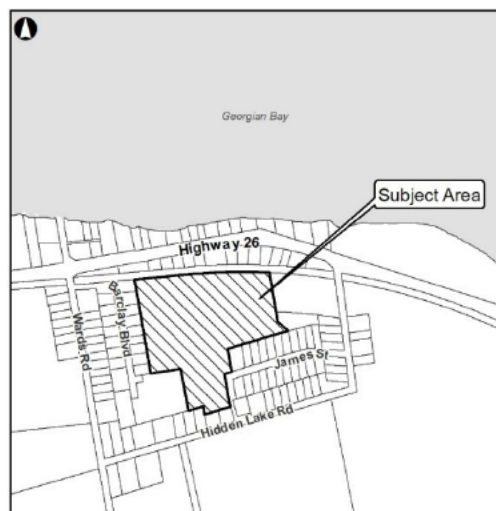 Georgian Bay
Subject Area
Highway 26
Barclay Blvd
Wards Rd
James St
Hidden Lake Rd